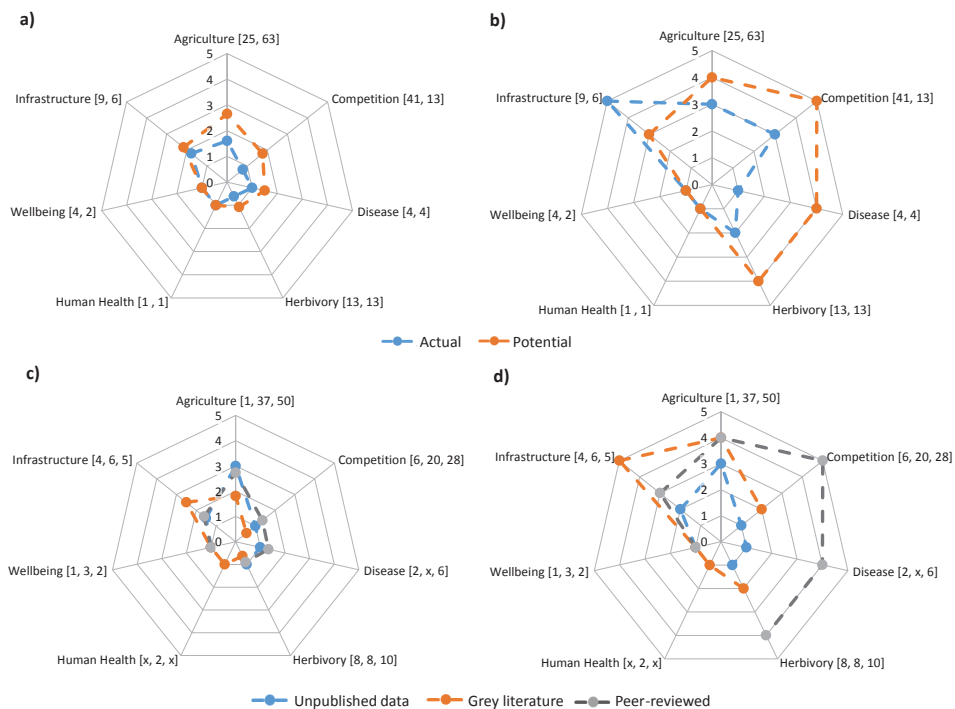 a)
Agriculture [25, 63]
5
4
3
2
1
0
Competition [41, 13]
Disease [4, 4]
Herbivory [13, 13]
Human Health [1 , 1]
Wellbeing [4, 2]
Infrastructure [9, 6]
b)
Agriculture [25, 63]
5
4
3
2
1
0
Competition [41, 13]
Disease [4, 4]
Herbivory [13, 13]
Human Health [1 , 1]
Wellbeing [4, 2]
Infrastructure [9, 6]
Actual Potential
c)
Agriculture [1, 37, 50]
5
4
3
2
1
0
Competition [6, 20, 28]
Disease [2, x, 6]
Herbivory [8, 8, 10]
Human Health [x, 2, x]
Wellbeing [1, 3, 2]
Infrastructure [4, 6, 5]
d)
Agriculture [1, 37, 50]
5
4
3
2
1
0
Competition [6, 20, 28]
Disease [2, x, 6]
Herbivory [8, 8, 10]
Human Health [x, 2, x]
Wellbeing [1, 3, 2]
Infrastructure [4, 6, 5]
Unpublished data Grey literature Peer-reviewed